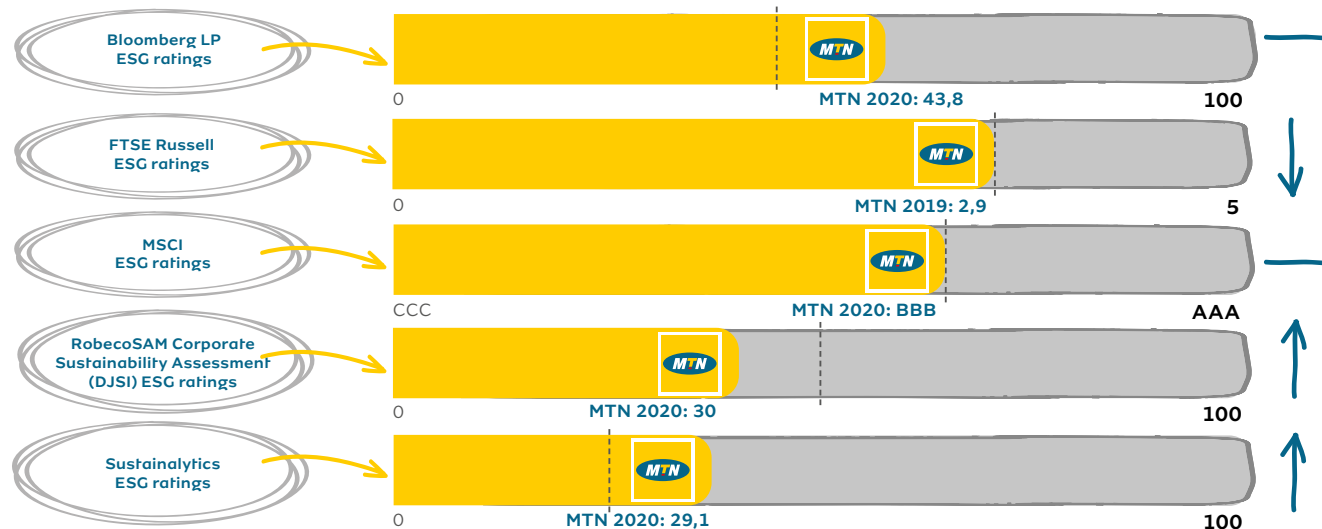 Bloomberg LP
ESG ratings
MTN
0
MTN 2020: 43,8
100
FTSE Russell
ESG ratings
MTN
0
MTN 2019: 2,9
5
MSCI
ESG ratings
MTN
CCC
MTN 2020: BBB
AAA
RobecoSAM Corporate
Sustainability Assessment
(DJSI) ESG ratings
MTN
0
MTN 2020: 30
100
Sustainalytics
ESG ratings
MTN
0
MTN 2020: 29,1
100